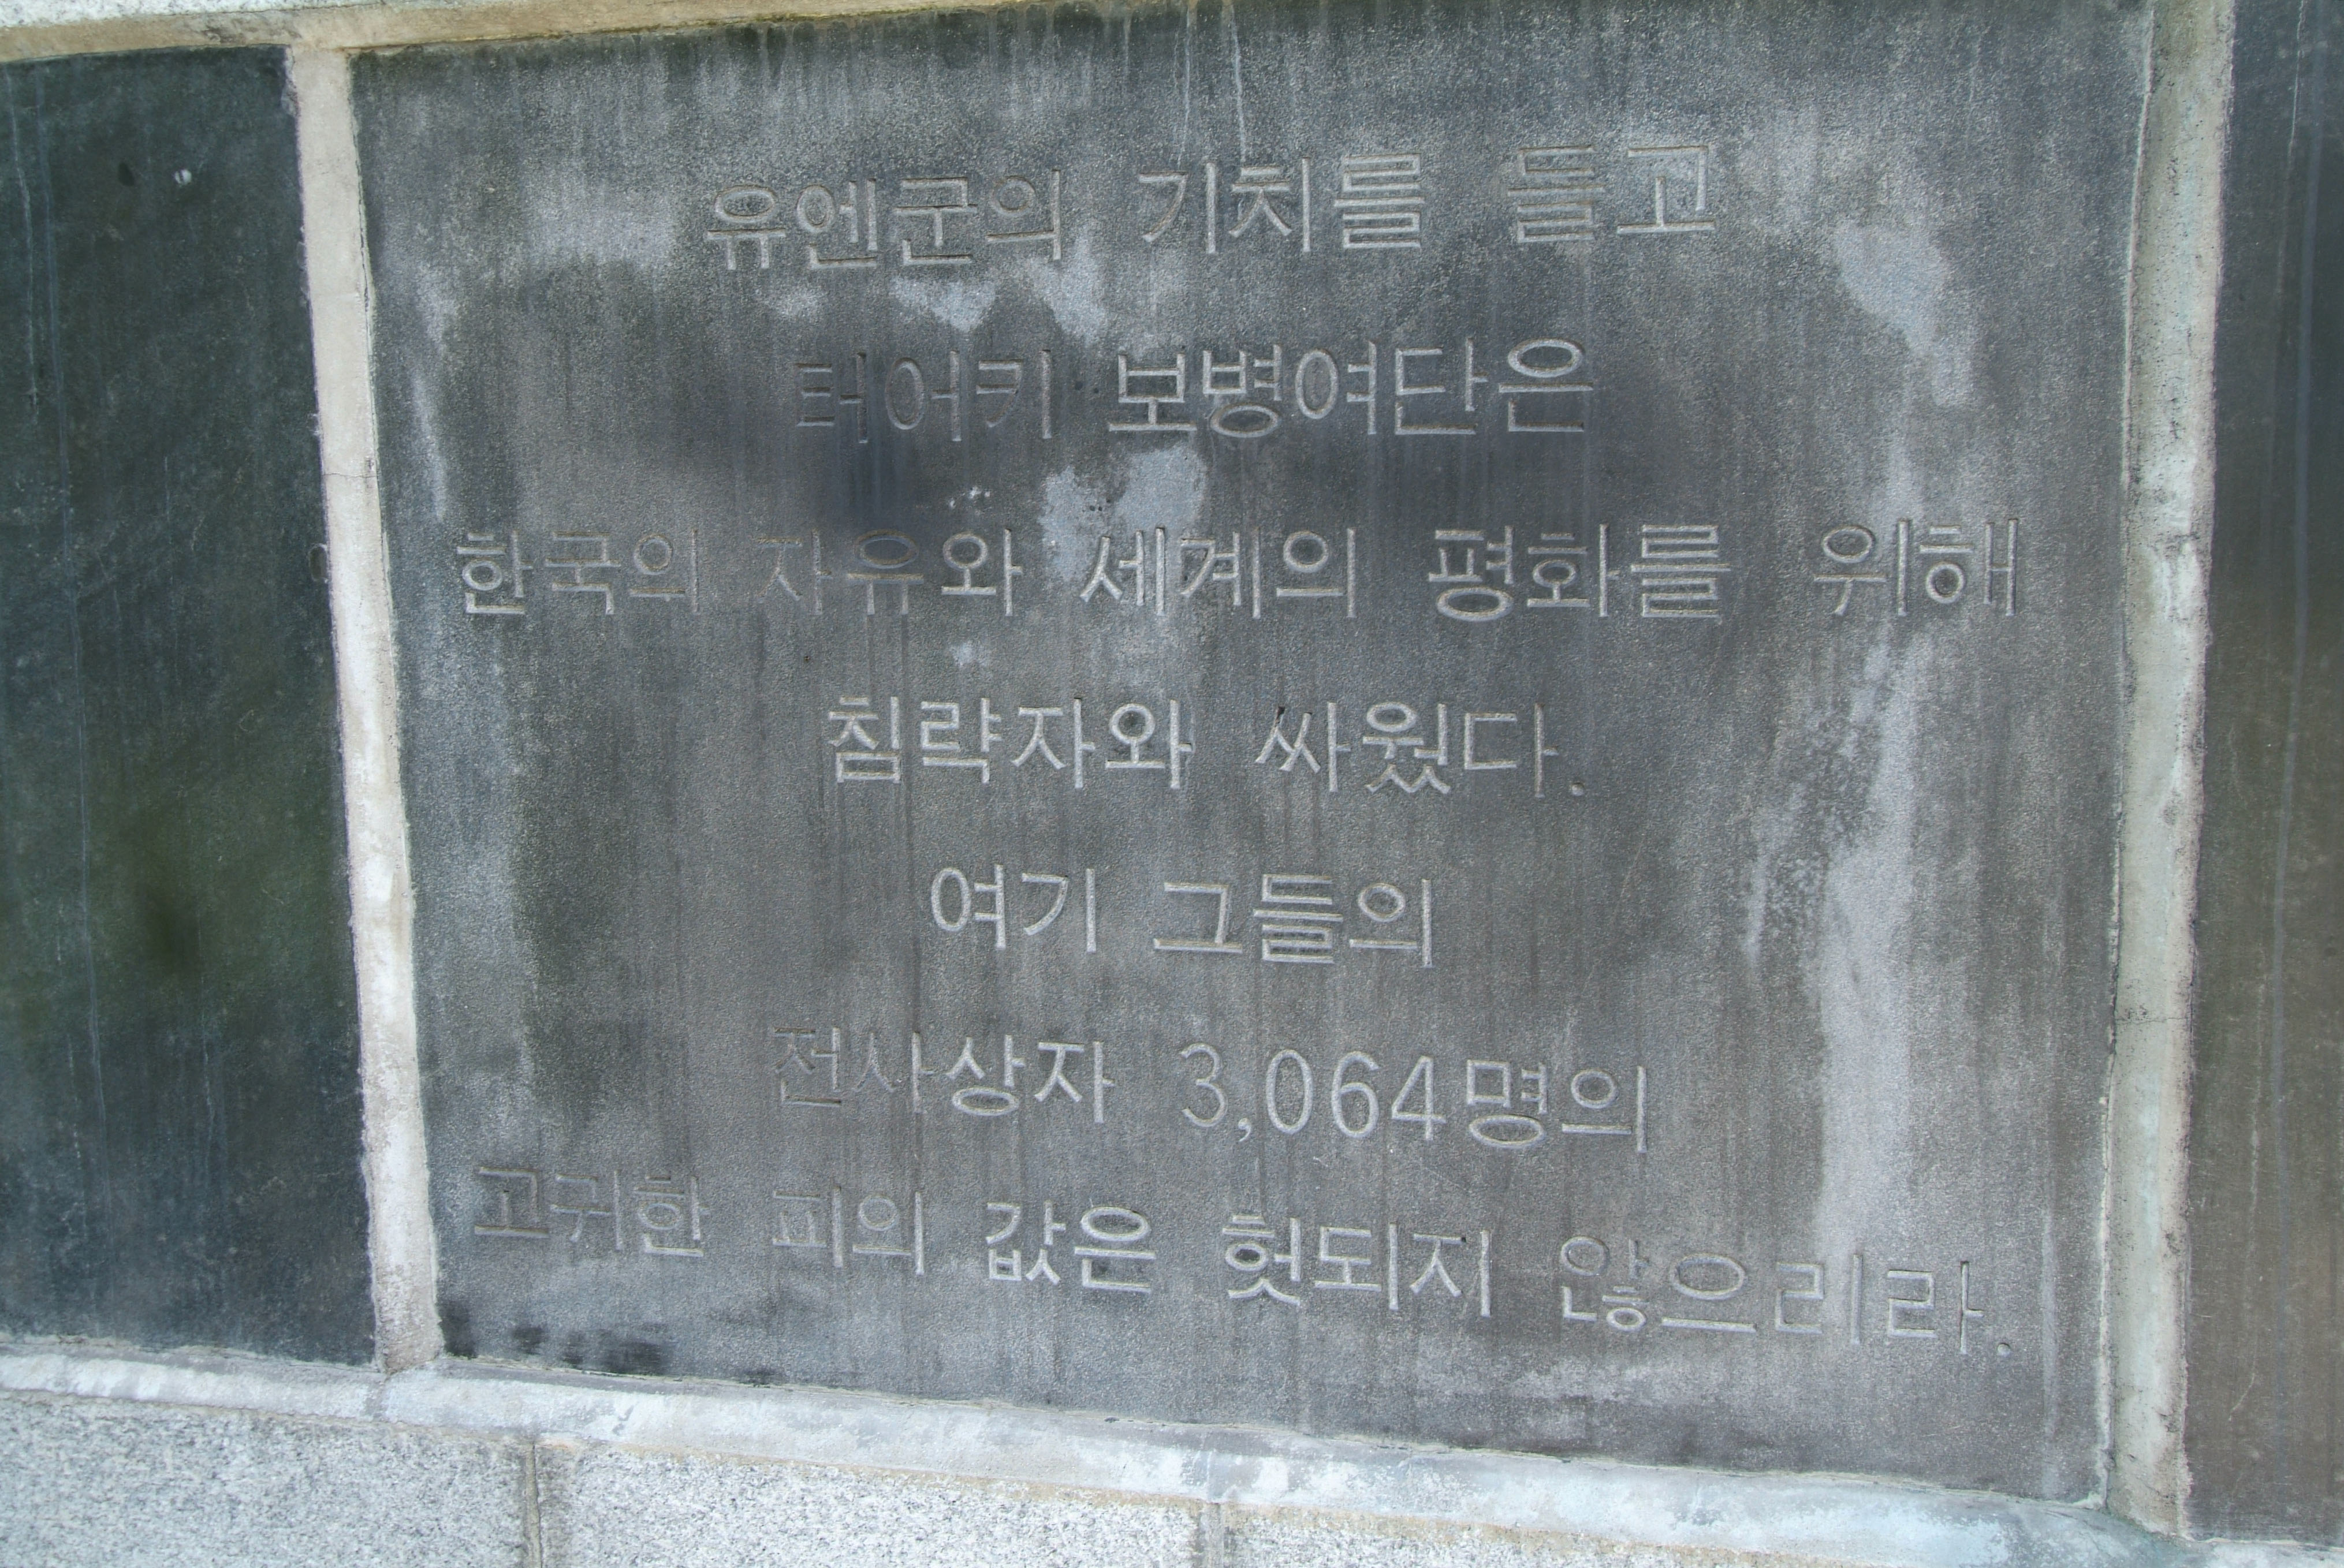 유엔군의 기치를 들고
터어키 보병여단은
한국의 자유와 세계의 평화를 위해
침략자와 싸웠다.
여기 그들의
전사상자 3,064명의
고귀한 피의 값은 헛되지 않으리라.